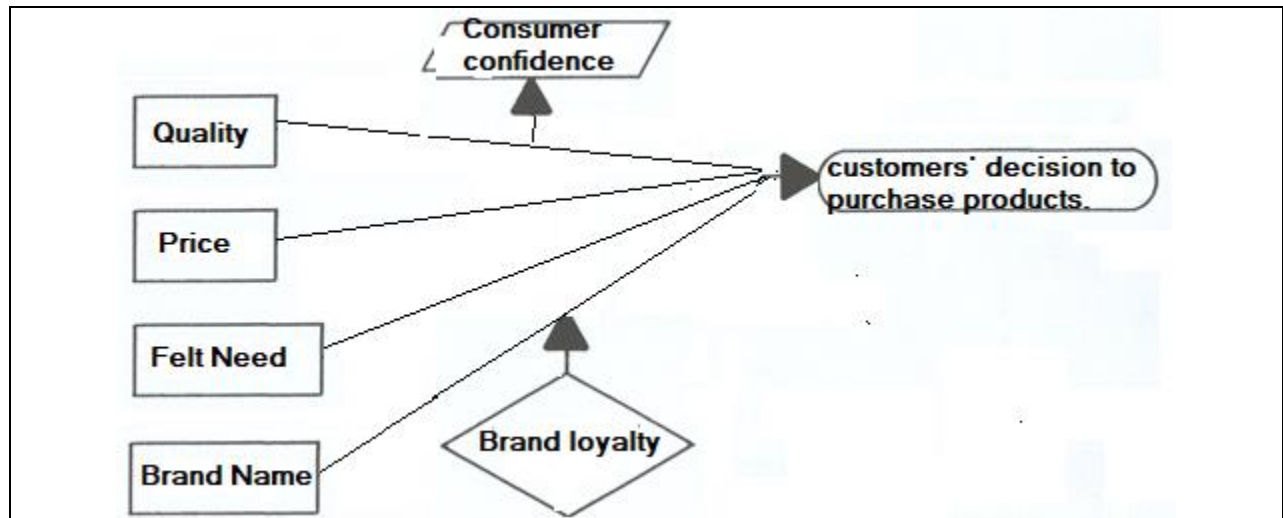 Consumer
confidence
Quality
customers' decision to
purchase products.
Price
Felt Need
Brand loyalty
Brand Name